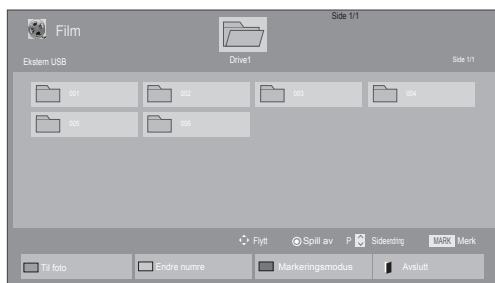 Side 1/1
Film
Drive1
Ekstern USB
Side 1/1
001 002 003 004
005 006
Flytt Spill av P Sideendring MARK Merk
Til foto Endre numre Markeringsmodus Avslutt